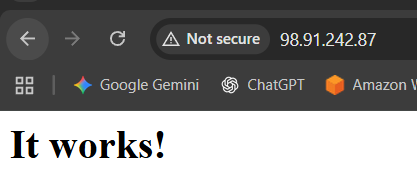 Not secure 98.91.242.87
Google Gemini ChatGPT Amazon
It works!